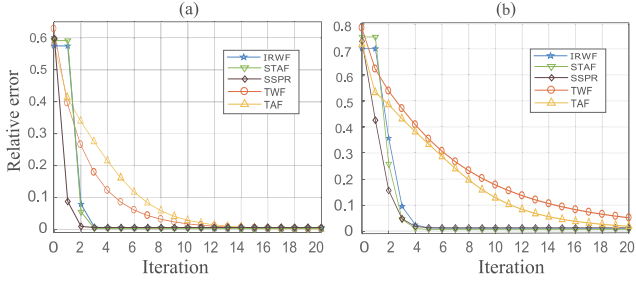 (a)
Relative error
0.6
0.5
0.4
0.3
0.2
0.1
0
IRWF
STAF
SSPR
TWF
TAF
0 2 4 6 8 10 12 14 16 18 20
Iteration
(b)
0.8
0.7
0.6
0.5
0.4
0.3
0.2
0.1
0
IRWF
STAF
SSPR
TWF
TAF
0 2 4 6 8 10 12 14 16 18 20
Iteration